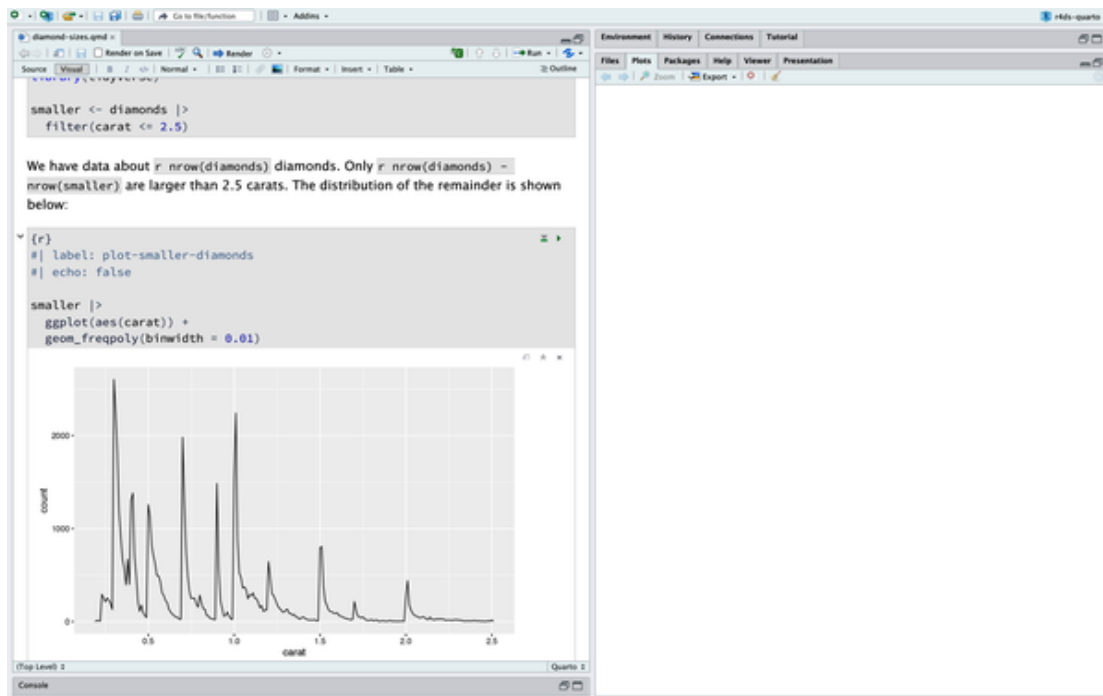 Go to file/function
Addins
r4ds-quarto
diamond-sizes.qmd
Render on Save
Render
Run
Source Visual B I Normal Format Insert Table Outline
smaller <- diamonds |>
filter(carat <= 2.5)
We have data about r nrow(diamonds) diamonds. Only r nrow(diamonds) -
nrow(smaller) are larger than 2.5 carats. The distribution of the remainder is shown
below:
{r}
#| label: plot-smaller-diamonds
#| echo: false
smaller |>
ggplot(aes(carat)) +
geom_freqpoly(binwidth = 0.01)
2000
1000
0
count
0.5 1.0 1.5 2.0 2.5
carat
(Top Level)
Quarto
Console
Environment History Connections Tutorial
Files Plots Packages Help Viewer Presentation
Zoom Export